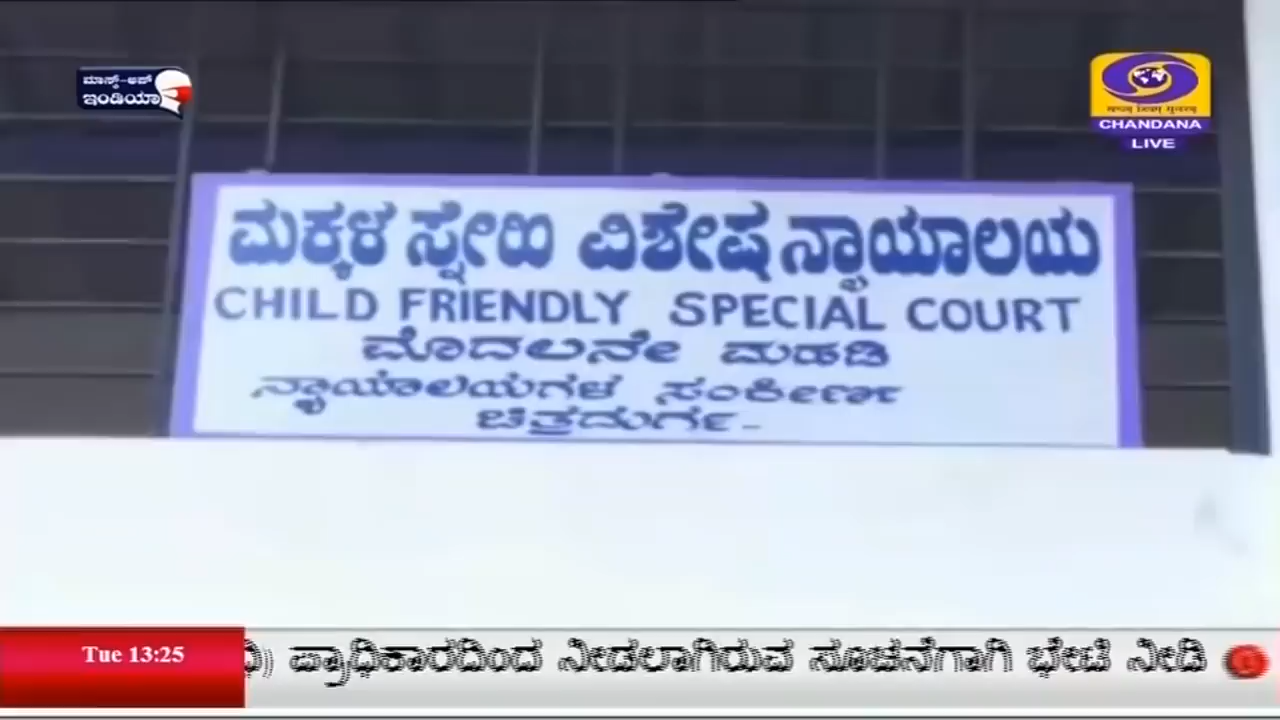 ಮಾಸ್ಕ್-ಅಪ್
ಇಂಡಿಯಾ
CHANDANA
LIVE
ಮಕ್ಕಳ ಸ್ನೇಹಿ ವಿಶೇಷ ನ್ಯಾಯಾಲಯ
CHILD FRIENDLY SPECIAL COURT
ಮೊದಲನೇ ಮಹಡಿ
ನ್ಯಾಯಾಲಯಗಳ ಸಂಕೀರ್ಣ
ಚಿತ್ರದುರ್ಗ-
Tue 13:25
ಪ್ರಾಧಿಕಾರದಿಂದ ನೀಡಲಾಗಿರುವ ಸೂಚನೆಗಾಗಿ ಭೇಟಿ ನೀಡಿ